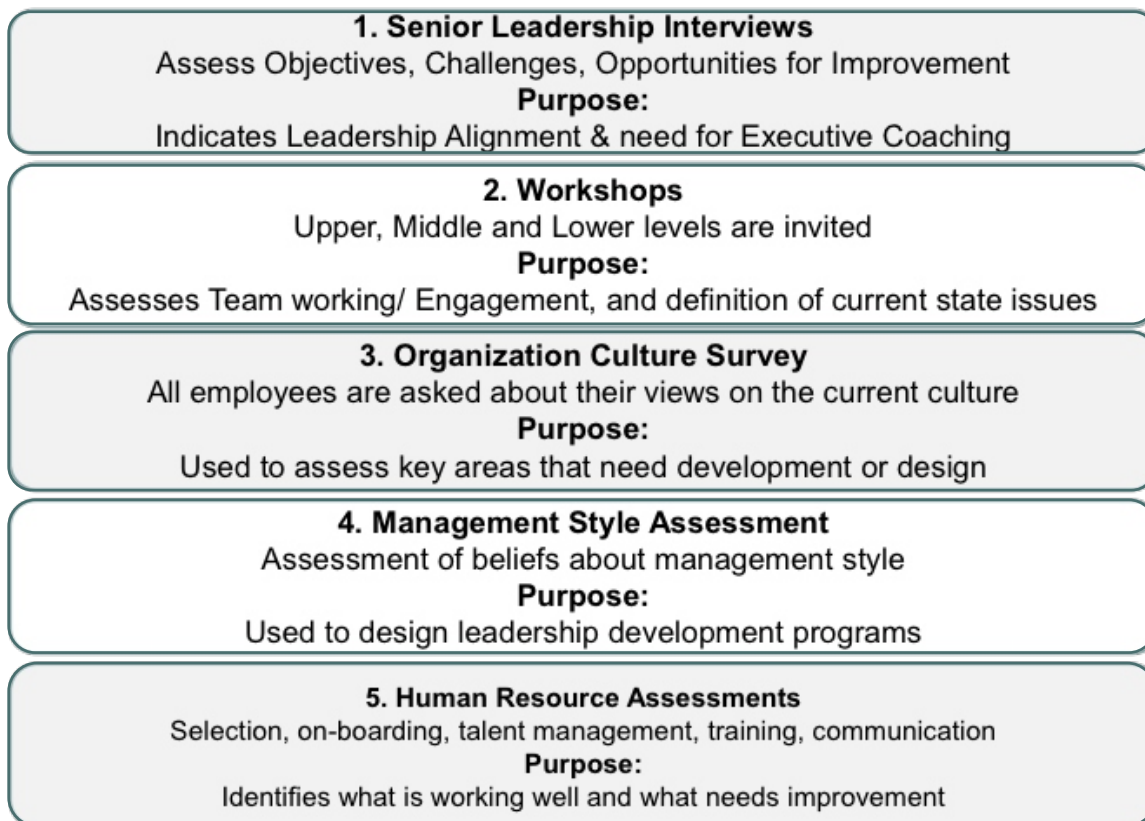 1. Senior Leadership Interviews
Assess Objectives, Challenges, Opportunities for Improvement
Purpose:
Indicates Leadership Alignment & need for Executive Coaching
2. Workshops
Upper, Middle and Lower levels are invited
Purpose:
Assesses Team working/ Engagement, and definition of current state issues
3. Organization Culture Survey
All employees are asked about their views on the current culture
Purpose:
Used to assess key areas that need development or design
4. Management Style Assessment
Assessment of beliefs about management style
Purpose:
Used to design leadership development programs
5. Human Resource Assessments
Selection, on-boarding, talent management, training, communication
Purpose:
Identifies what is working well and what needs improvement